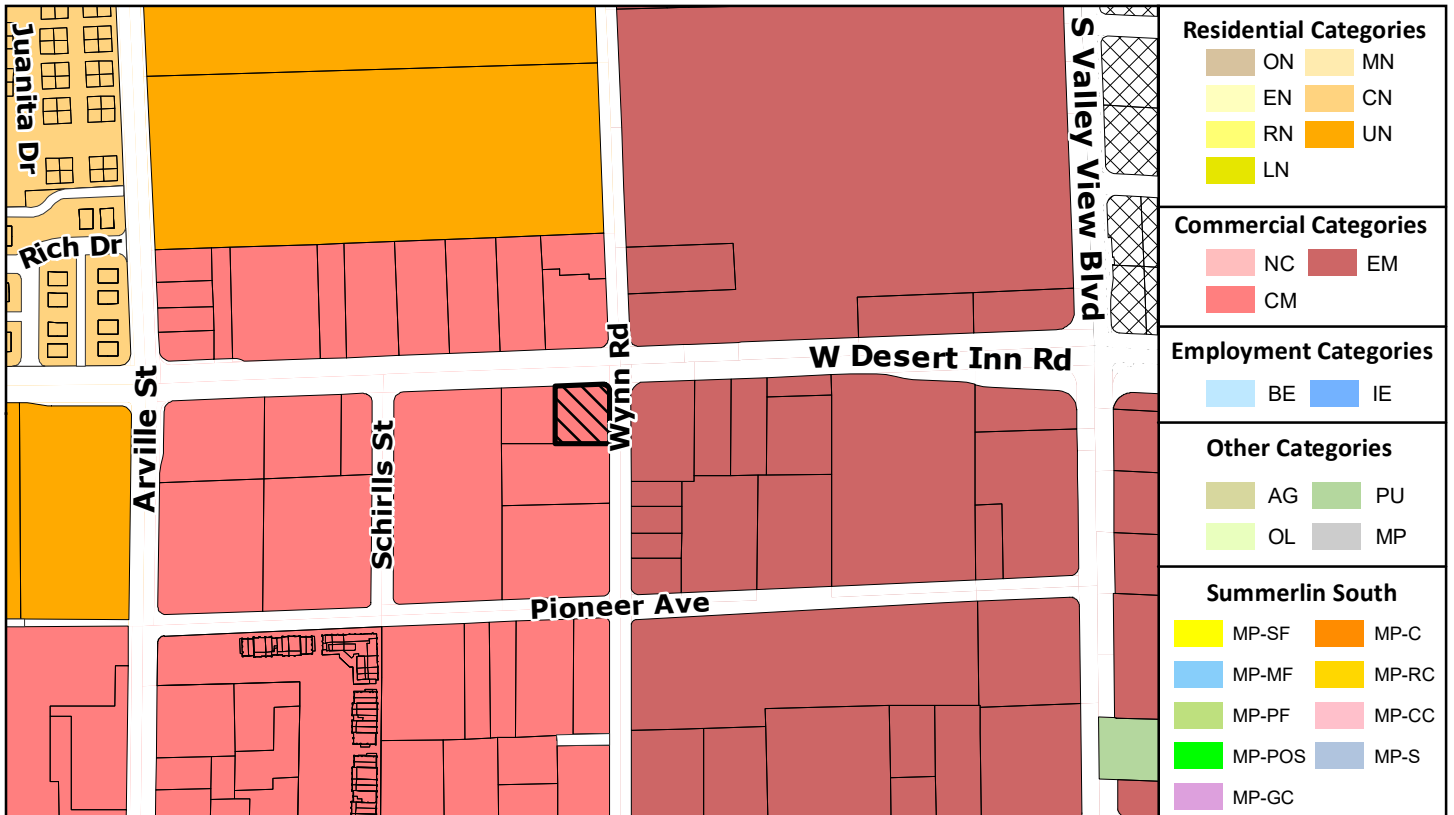 Juanita Dr
Rich Dr
Arville St
Schirlls St
Wynn Rd
W Desert Inn Rd
S Valley View Blvd
Pioneer Ave
Residential Categories
ON MN
EN CN
RN UN
LN
Commercial Categories
NC EM
CM
Employment Categories
BE IE
Other Categories
AG PU
OL MP
Summerlin South
MP-SF MP-C
MP-MF MP-RC
MP-PF MP-CC
MP-POS MP-S
MP-GC